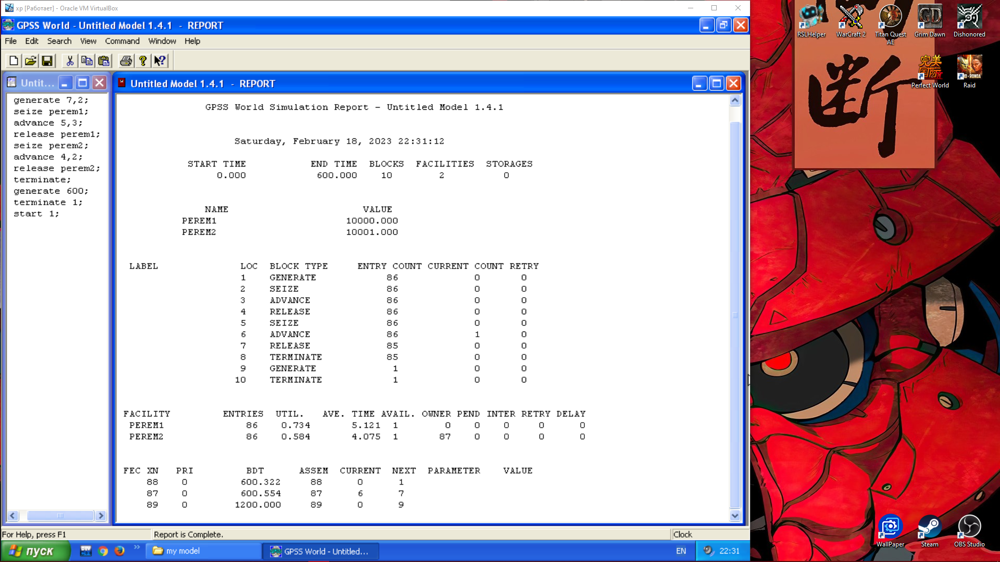 xp [Работает] - Oracle VM VirtualBox
GPSS World - Untitled Model 1.4.1 - REPORT
File Edit Search View Command Window Help
Untit...
generate 7,2;
seize perem1;
advance 5,3;
release perem1;
seize perem2;
advance 4,2;
release perem2;
terminate;
generate 600;
terminate 1;
start 1;
Untitled Model 1.4.1 - REPORT
GPSS World Simulation Report - Untitled Model 1.4.1
Saturday, February 18, 2023 22:31:12
START TIME END TIME BLOCKS FACILITIES STORAGES
0.000 600.000 10 2 0
NAME VALUE
PEREM1 10000.000
PEREM2 10001.000
LABEL LOC BLOCK TYPE ENTRY COUNT CURRENT COUNT RETRY
1 GENERATE 86 0 0
2 SEIZE 86 0 0
3 ADVANCE 86 0 0
4 RELEASE 86 0 0
5 SEIZE 86 0 0
6 ADVANCE 86 1 0
7 RELEASE 85 0 0
8 TERMINATE 85 0 0
9 GENERATE 1 0 0
10 TERMINATE 1 0 0
FACILITY ENTRIES UTIL. AVE. TIME AVAIL. OWNER PEND INTER RETRY DELAY
PEREM1 86 0.734 5.121 1 0 0 0 0 0
PEREM2 86 0.584 4.075 1 87 0 0 0 0
FEC XN PRI BDT ASSEM CURRENT NEXT PARAMETER VALUE
88 0 600.322 88 0 1
87 0 600.554 87 6 7
89 0 1200.000 89 0 9
For Help, press F1
Report is Complete.
Clock
пуск
DEV
my model
GPSS World - Untitled...
EN
22:31
RSLHelper
WarCraft 2
Titan Quest AE
GD
Grim Dawn
Dishonored
断
完美
国际
Perfect World
Raid
WallPaper
Steam
OBS Studio